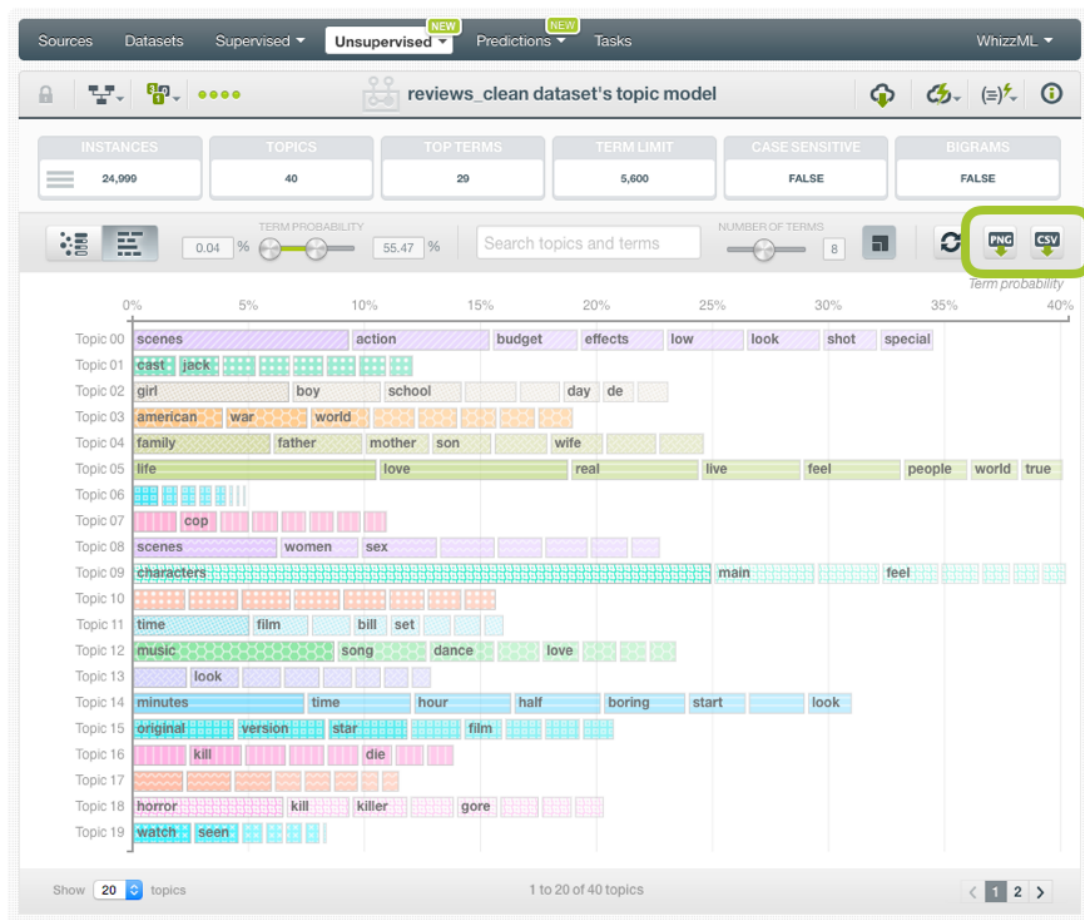 NEW NEW
Sources Datasets Supervised Unsupervised Predictions Tasks WhizzML
reviews_clean dataset's topic model
INSTANCES TOPICS TOP TERMS TERM LIMIT CASE SENSITIVE BIGRAMS
24,999 40 29 5,600 FALSE FALSE
TERM PROBABILITY NUMBER OF TERMS
0.04 % 55.47 % Search topics and terms 8 PNG CSV
Term probability
0% 5% 10% 15% 20% 25% 30% 35% 40%
Topic 00 scenes action budget effects low look shot special
Topic 01 cast jack
Topic 02 girl boy school day de
Topic 03 american war world
Topic 04 family father mother son wife
Topic 05 life love real live feel people world true
Topic 06
Topic 07 cop
Topic 08 scenes women sex
Topic 09 characters main feel
Topic 10
Topic 11 time film bill set
Topic 12 music song dance love
Topic 13 look
Topic 14 minutes time hour half boring start look
Topic 15 original version star film
Topic 16 kill die
Topic 17
Topic 18 horror kill killer gore
Topic 19 watch seen
Show 20 topics 1 to 20 of 40 topics 1 2